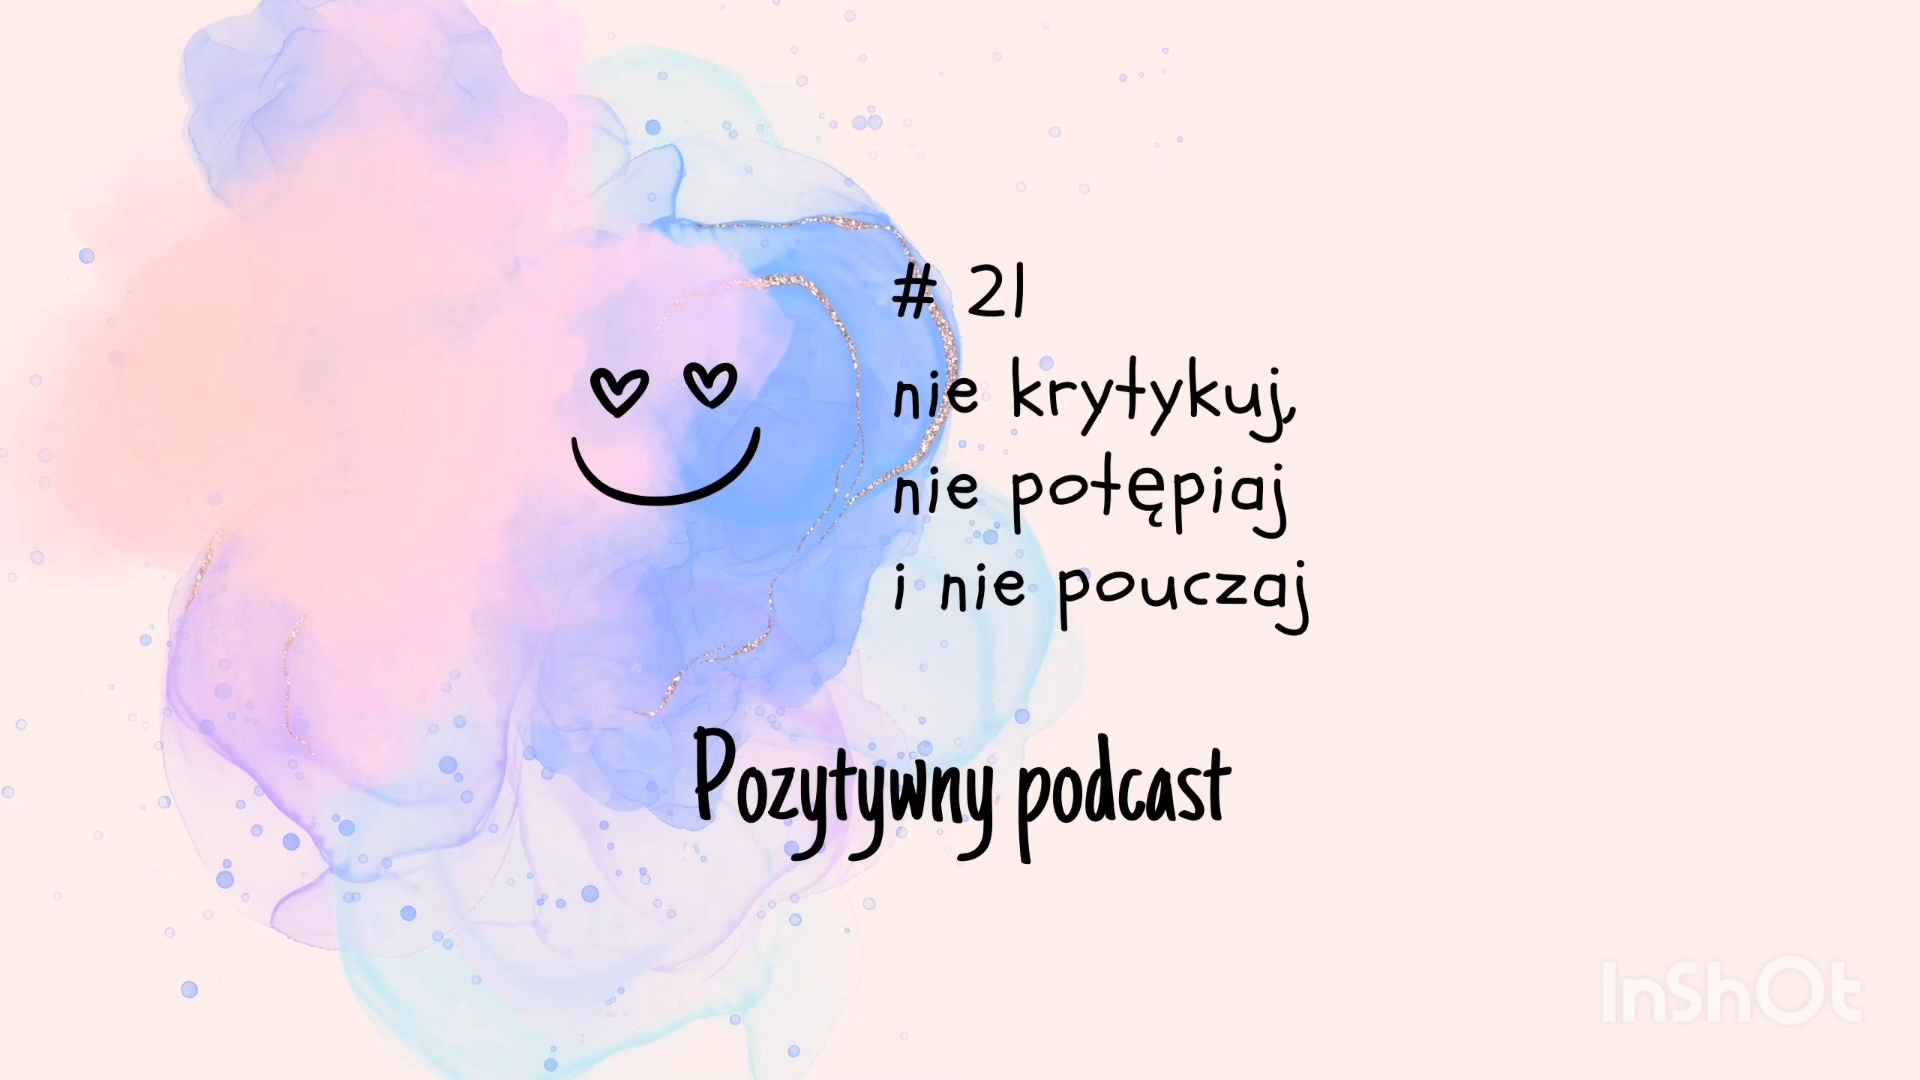 # 21
nie krytykuj,
nie potępiaj
i nie pouczaj
Pozytywny podcast
InShOt